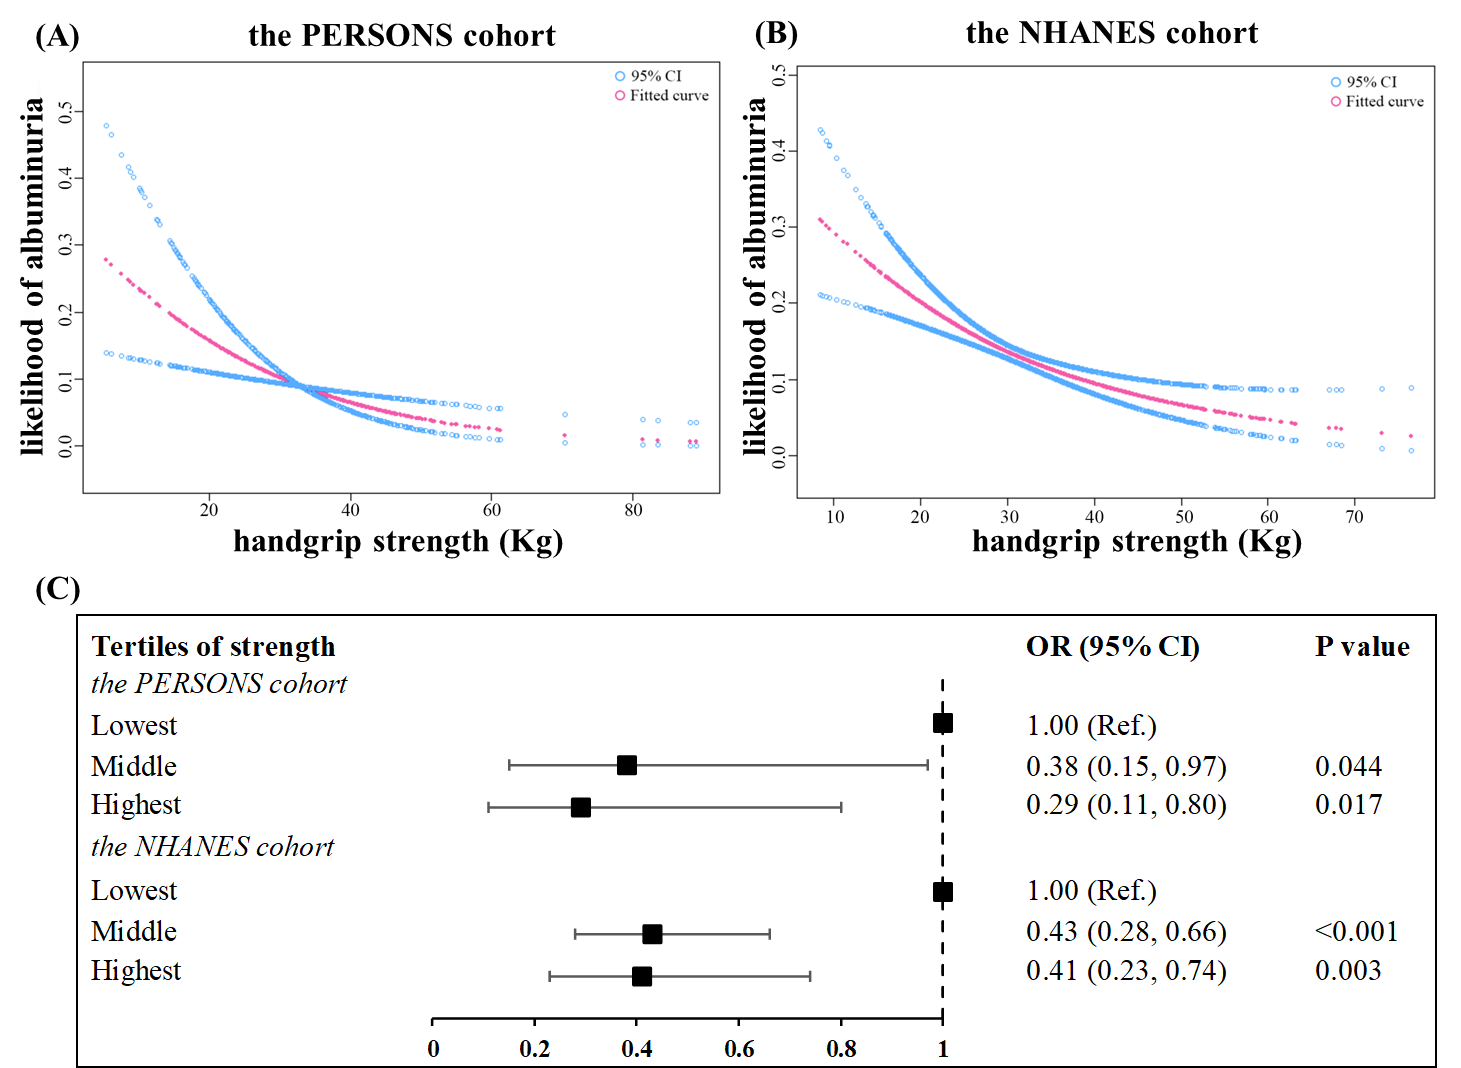 (A)
the PERSONS cohort
95% CI
Fitted curve
likelihood of albuminuria
0.5
0.4
0.3
0.2
0.1
0.0
20 40 60 80
handgrip strength (Kg)
(B)
the NHANES cohort
95% CI
Fitted curve
likelihood of albuminuria
0.5
0.4
0.3
0.2
0.1
0.0
10 20 30 40 50 60 70
handgrip strength (Kg)
(C)
Tertiles of strength OR (95% CI) P value
the PERSONS cohort
Lowest 1.00 (Ref.)
Middle 0.38 (0.15, 0.97) 0.044
Highest 0.29 (0.11, 0.80) 0.017
the NHANES cohort
Lowest 1.00 (Ref.)
Middle 0.43 (0.28, 0.66) <0.001
Highest 0.41 (0.23, 0.74) 0.003
0 0.2 0.4 0.6 0.8 1